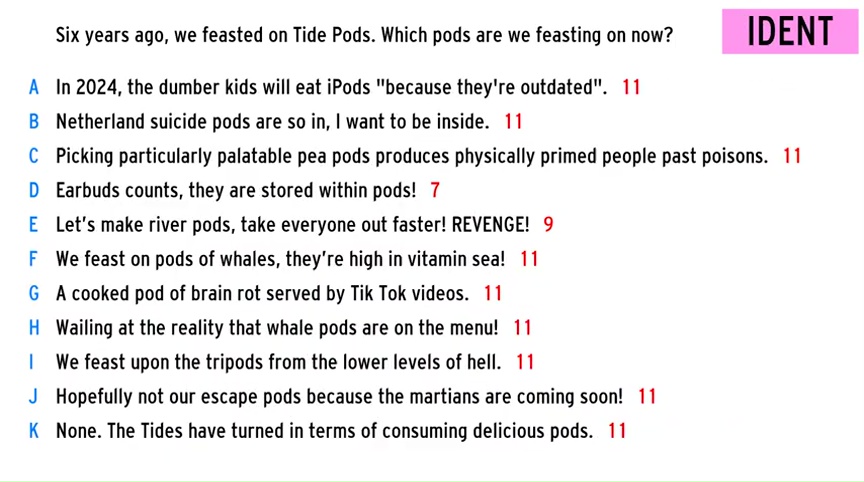 Six years ago, we feasted on Tide Pods. Which pods are we feasting on now?
IDENT
A In 2024, the dumber kids will eat iPods "because they're outdated". 11
B Netherland suicide pods are so in, I want to be inside. 11
C Picking particularly palatable pea pods produces physically primed people past poisons. 11
D Earbuds counts, they are stored within pods! 7
E Let’s make river pods, take everyone out faster! REVENGE! 9
F We feast on pods of whales, they’re high in vitamin sea! 11
G A cooked pod of brain rot served by Tik Tok videos. 11
H Wailing at the reality that whale pods are on the menu! 11
I We feast upon the tripods from the lower levels of hell. 11
J Hopefully not our escape pods because the martians are coming soon! 11
K None. The Tides have turned in terms of consuming delicious pods. 11